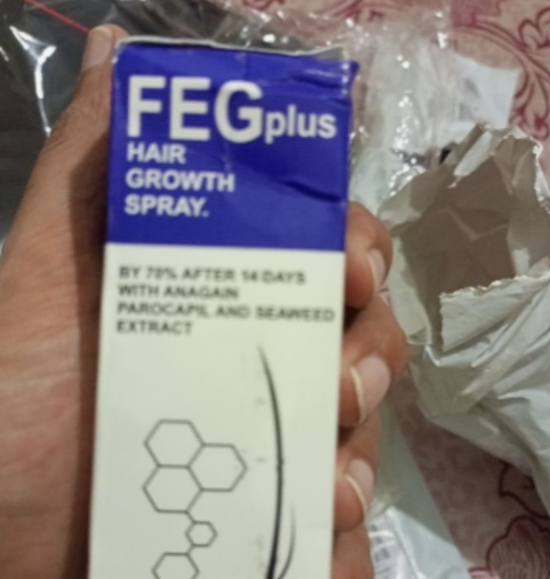 FEGplus
HAIR
GROWTH
SPRAY.
BY 70% AFTER 14 DAYS
WITH ANAGAIN
PAROCAPIL AND SEAWEED
EXTRACT